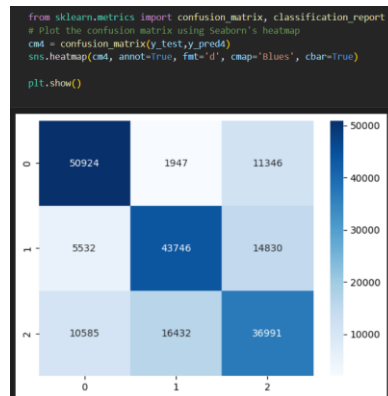 from sklearn.metrics import confusion_matrix, classification_report
# Plot the confusion matrix using Seaborn's heatmap
cm4 = confusion_matrix(y_test,y_pred4)
sns.heatmap(cm4, annot=True, fmt='d', cmap='Blues', cbar=True)
plt.show()
50000
0 50924 1947 11346
40000
1 5532 43746 14830
30000
20000
2 10585 16432 36991
10000
0 1 2